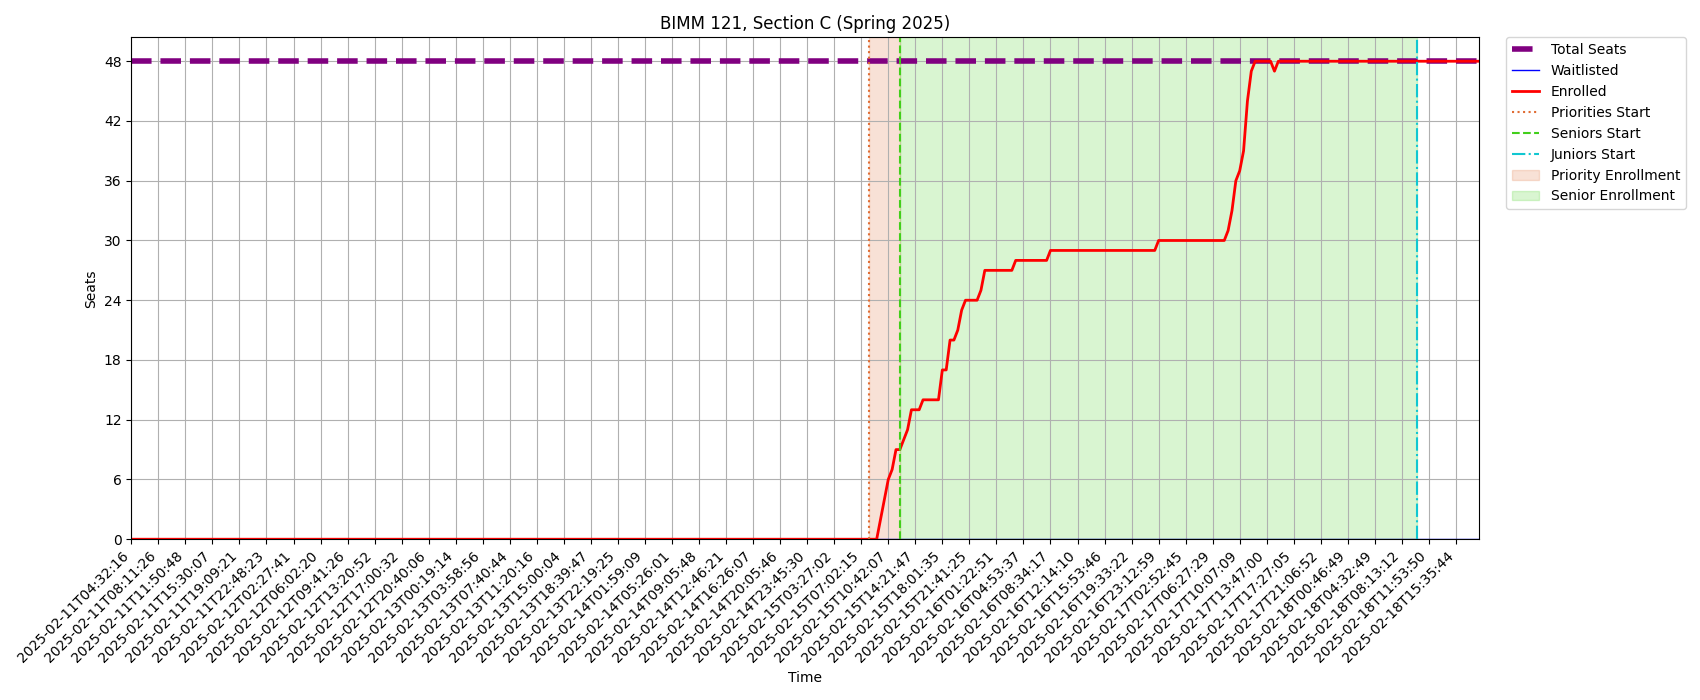 BIMM 121, Section C (Spring 2025)
Total Seats
Waitlisted
Enrolled
Priorities Start
Seniors Start
Juniors Start
Priority Enrollment
Senior Enrollment
Seats
48
42
36
30
24
18
12
6
0
2025-02-11T04:32:16
2025-02-11T08:11:26
2025-02-11T11:50:48
2025-02-11T15:30:07
2025-02-11T19:09:21
2025-02-11T22:48:23
2025-02-12T02:27:41
2025-02-12T06:02:20
2025-02-12T09:41:26
2025-02-12T13:20:52
2025-02-12T17:00:32
2025-02-12T20:40:06
2025-02-13T00:19:14
2025-02-13T03:58:56
2025-02-13T07:40:44
2025-02-13T11:20:16
2025-02-13T15:00:04
2025-02-13T18:39:47
2025-02-13T22:19:25
2025-02-14T01:59:09
2025-02-14T05:26:01
2025-02-14T09:05:48
2025-02-14T12:46:21
2025-02-14T16:26:07
2025-02-14T20:05:46
2025-02-14T23:45:30
2025-02-15T03:27:02
2025-02-15T07:02:15
2025-02-15T10:42:07
2025-02-15T14:21:47
2025-02-15T18:01:35
2025-02-15T21:41:25
2025-02-16T01:22:51
2025-02-16T04:53:37
2025-02-16T08:34:17
2025-02-16T12:14:10
2025-02-16T15:53:46
2025-02-16T19:33:22
2025-02-16T23:12:59
2025-02-17T02:52:45
2025-02-17T06:27:29
2025-02-17T10:07:09
2025-02-17T13:47:00
2025-02-17T17:27:05
2025-02-17T21:06:52
2025-02-18T00:46:49
2025-02-18T04:32:49
2025-02-18T08:13:12
2025-02-18T11:53:50
2025-02-18T15:35:44
Time